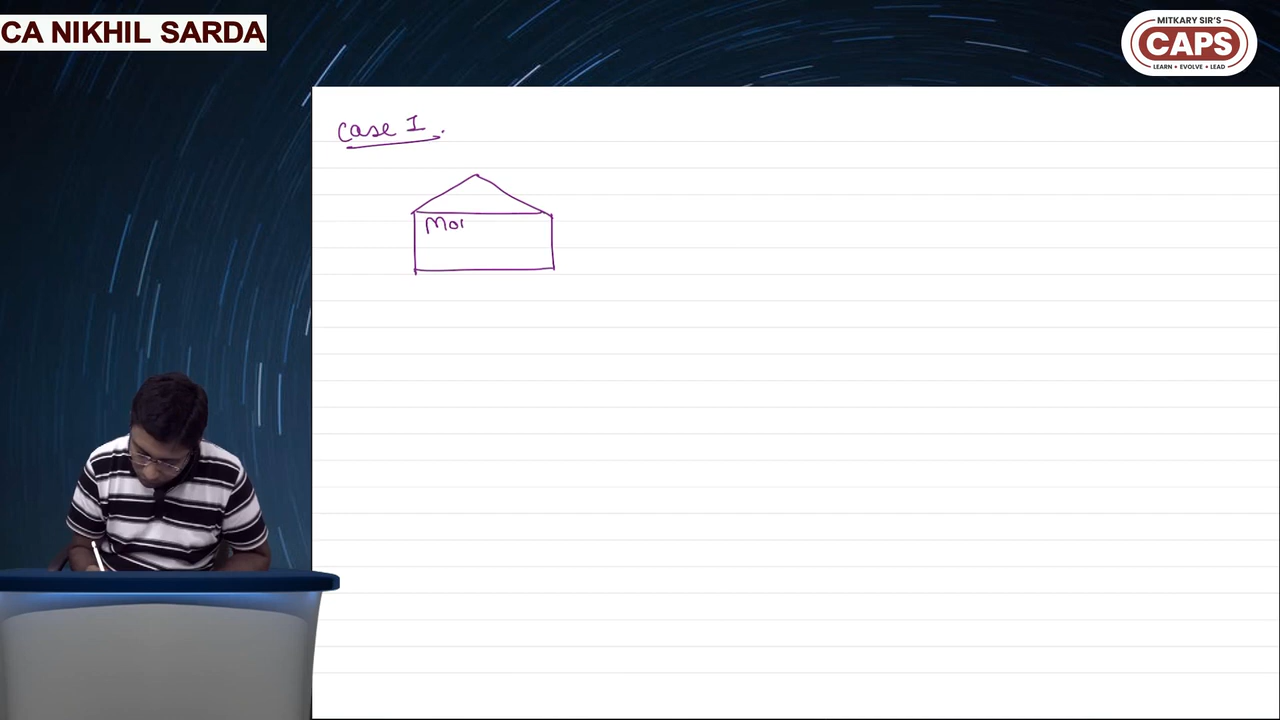 CA NIKHIL SARDA
MITKARY SIR'S
CAPS
LEARN • EVOLVE • LEAD
Case I.
Mor